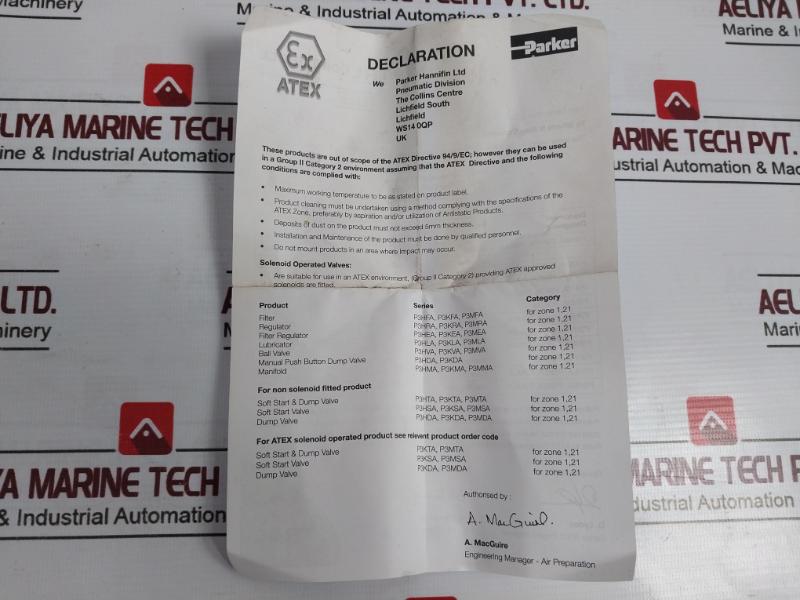 Machinery
Marine & Industrial Automation & Machinery
AELIYA MARINE TECH PVT. LTD.
AELIYA MARI
Marine & Indus
AELIYA MARINE TECH
Marine & Industrial Automation
TECH PVT.
Automation & Mac
LTD.
Machinery
AELIY
Marine
YA MARINE TECH
& Industrial Automation
TECH P
Automation &
Ex
ATEX
DECLARATION
Parker
We Parker Hannifin Ltd
Pneumatic Division
The Collins Centre
Lichfield South
Lichfield
WS14 0QP
UK
These products are out of scope of the ATEX Directive 94/9/EC; however they can be used
in a Group II Category 2 environment assuming that the ATEX Directive and the following
conditions are complied with:
• Maximum working temperature to be as stated on product label.
• Product cleaning must be undertaken using a method complying with the specifications of the
ATEX Zone, preferably by aspiration and/or utilization of Antistatic Products.
• Deposits of dust on the product must not exceed 5mm thickness.
• Installation and Maintenance of the product must be done by qualified personnel.
• Do not mount products in an area where impact may occur.
Solenoid Operated Valves:
• Are suitable for use in an ATEX environment, (Group II Category 2) providing ATEX approved
solenoids are fitted.
Product Series Category
Filter P3HFA, P3KFA, P3MFA for zone 1,21
Regulator P3HRA, P3KRA, P3MRA for zone 1,21
Filter Regulator P3HEA, P3KEA, P3MEA for zone 1,21
Lubricator P3HLA, P3KLA, P3MLA for zone 1,21
Ball Valve P3HVA, P3KVA, P3MVA for zone 1,21
Manual Push Button Dump Valve P3HDA, P3KDA for zone 1,21
Manifold P3HMA, P3KMA, P3MMA for zone 1,21
For non solenoid fitted product
Soft Start & Dump Valve P3HTA, P3KTA, P3MTA for zone 1,21
Soft Start Valve P3HSA, P3KSA, P3MSA for zone 1,21
Dump Valve P3HDA, P3KDA, P3MDA for zone 1,21
For ATEX solenoid operated product see relevent product order code
Soft Start & Dump Valve P3KTA, P3MTA for zone 1,21
Soft Start Valve P3KSA, P3MSA for zone 1,21
Dump Valve P3KDA, P3MDA for zone 1,21
Authorised by :
A. MacGuire.
A. MacGuire
Engineering Manager - Air Preparation